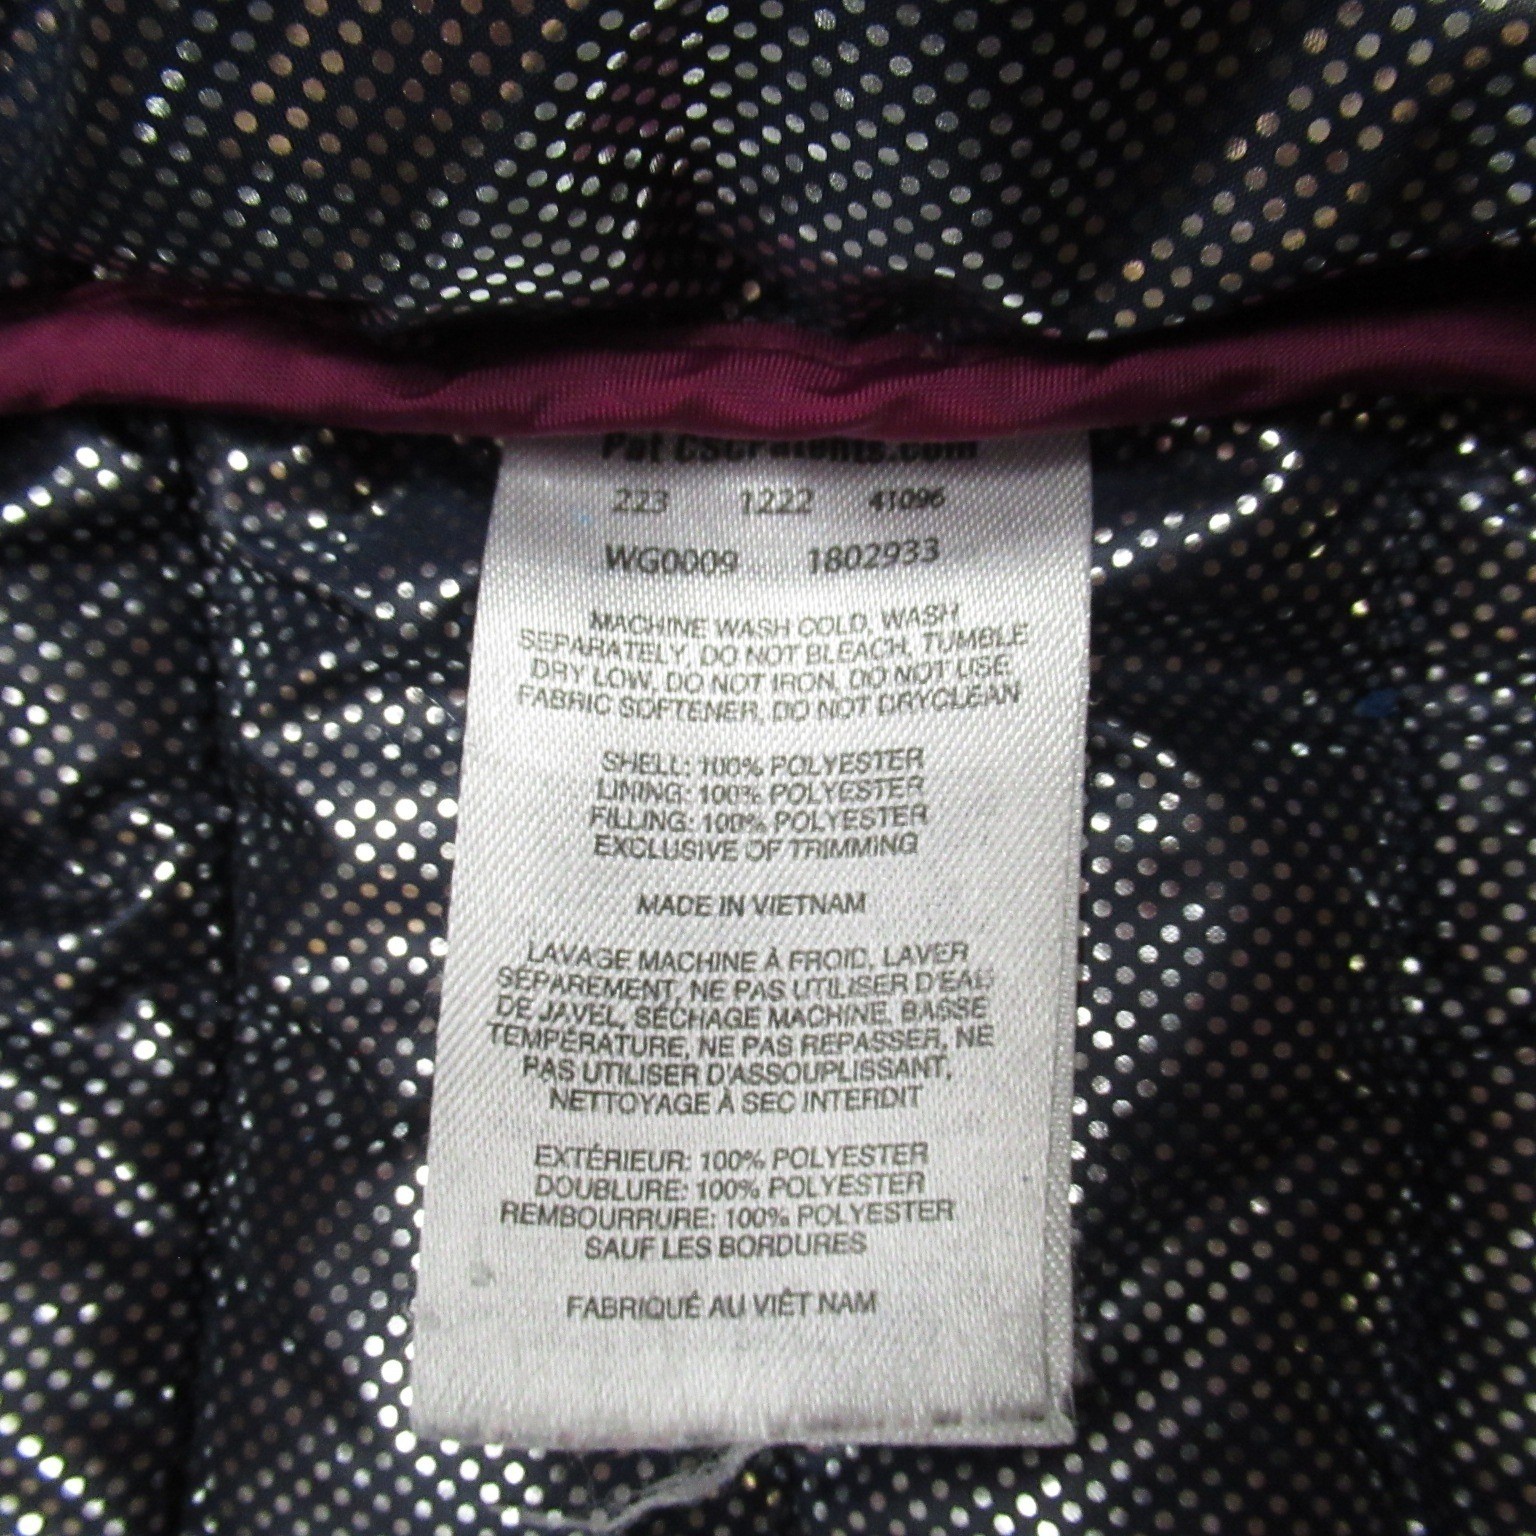 Pat CSCPatents.com
223 1222 41096
WG0009 1802933
MACHINE WASH COLD, WASH
SEPARATELY, DO NOT BLEACH, TUMBLE
DRY LOW, DO NOT IRON, DO NOT USE
FABRIC SOFTENER, DO NOT DRYCLEAN
SHELL: 100% POLYESTER
LINING: 100% POLYESTER
FILLING: 100% POLYESTER
EXCLUSIVE OF TRIMMING
MADE IN VIETNAM
LAVAGE MACHINE À FROID, LAVER
SÉPAREMENT, NE PAS UTILISER D'EAU
DE JAVEL, SÉCHAGE MACHINE, BASSE
TEMPÉRATURE, NE PAS REPASSER, NE
PAS UTILISER D'ASSOUPLISSANT,
NETTOYAGE À SEC INTERDIT
EXTÉRIEUR: 100% POLYESTER
DOUBLURE: 100% POLYESTER
REMBOURRURE: 100% POLYESTER
SAUF LES BORDURES
FABRIQUÉ AU VIÊT NAM